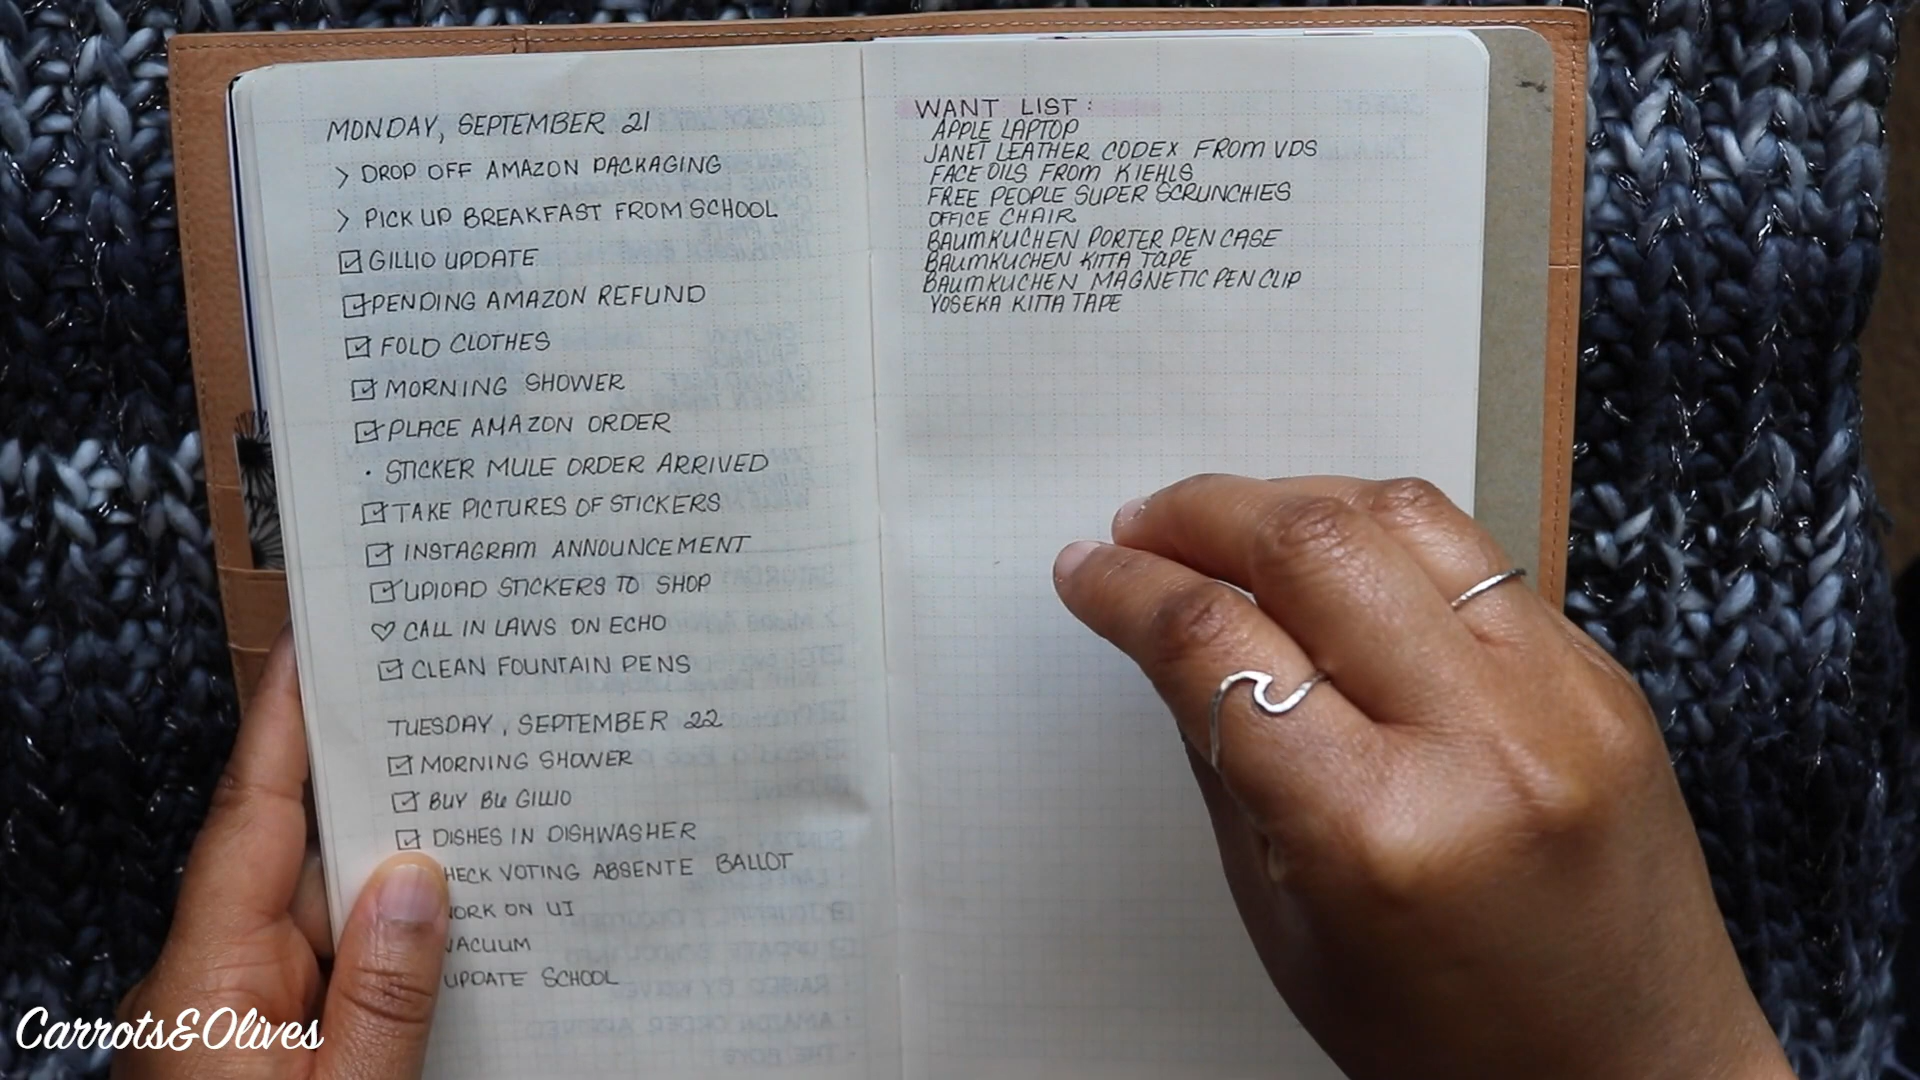 MONDAY, SEPTEMBER 21
> DROP OFF AMAZON PACKAGING
> PICK UP BREAKFAST FROM SCHOOL
☑ GILLIO UPDATE
☑ PENDING AMAZON REFUND
☑ FOLD CLOTHES
☑ MORNING SHOWER
☑ PLACE AMAZON ORDER
· STICKER MULE ORDER ARRIVED
☑ TAKE PICTURES OF STICKERS
☑ INSTAGRAM ANNOUNCEMENT
☑ UPLOAD STICKERS TO SHOP
♡ CALL IN LAWS ON ECHO
☑ CLEAN FOUNTAIN PENS
TUESDAY, SEPTEMBER 22
☑ MORNING SHOWER
☑ BUY B6 GILLIO
☑ DISHES IN DISHWASHER
HECK VOTING ABSENTE BALLOT
WORK ON UI
VACUUM
UPDATE SCHOOL
WANT LIST:
APPLE LAPTOP
JANET LEATHER CODEX FROM VDS
FACE OILS FROM KIEHLS
FREE PEOPLE SUPER SCRUNCHIES
OFFICE CHAIR
BAUMKUCHEN PORTER PEN CASE
BAUMKUCHEN KITTA TAPE
BAUMKUCHEN MAGNETIC PEN CLIP
YOSEKA KITTA TAPE
Carrots&Olives